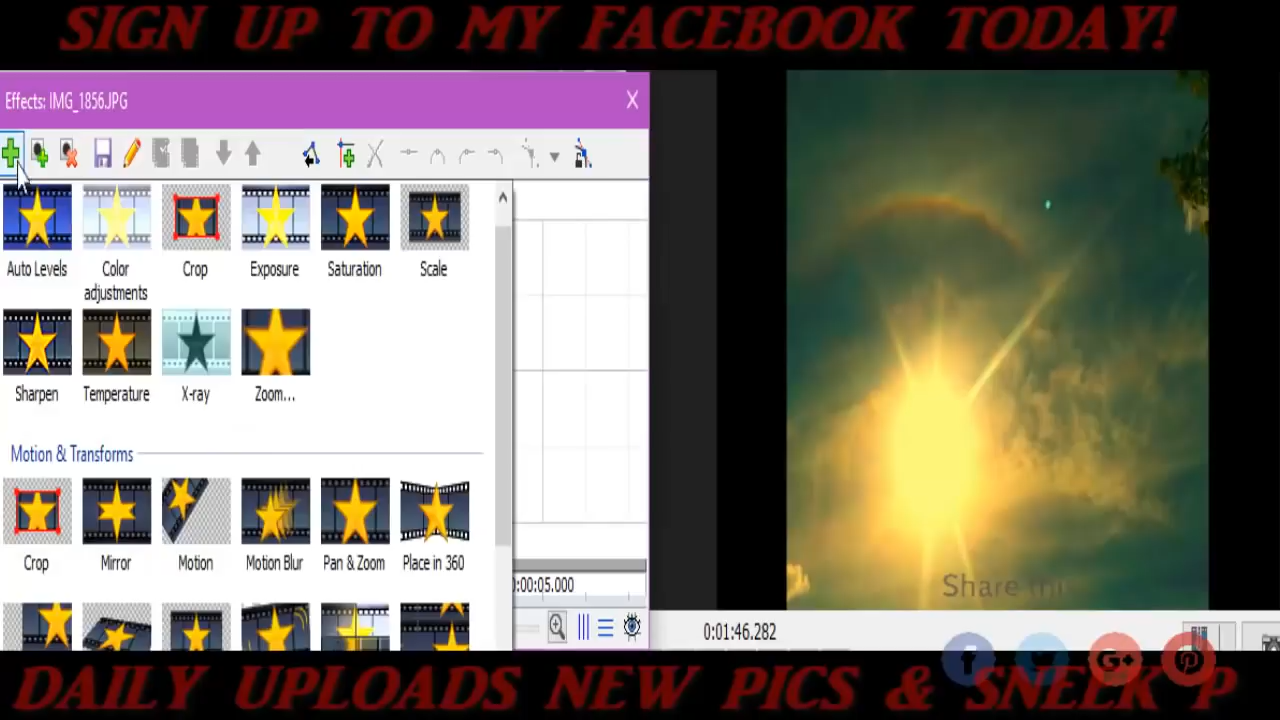 SIGN UP TO MY FACEBOOK TODAY!
Effects: IMG_1856.JPG
Auto Levels
Color adjustments
Crop
Exposure
Saturation
Scale
Sharpen
Temperature
X-ray
Zoom...
Motion & Transforms
Crop
Mirror
Motion
Motion Blur
Pan & Zoom
Place in 360
0:00:05.000
Share
0:01:46.282
DAILY UPLOADS NEW PICS & SNEEK P